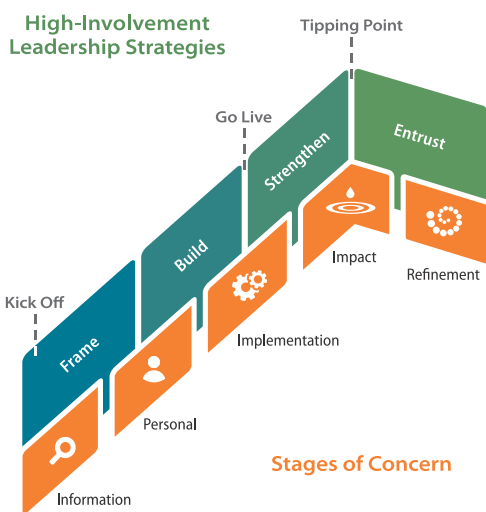 High-Involvement
Leadership Strategies
Tipping Point
Go Live
Kick Off
Frame
Build
Strengthen
Entrust
Information
Personal
Implementation
Impact
Refinement
Stages of Concern